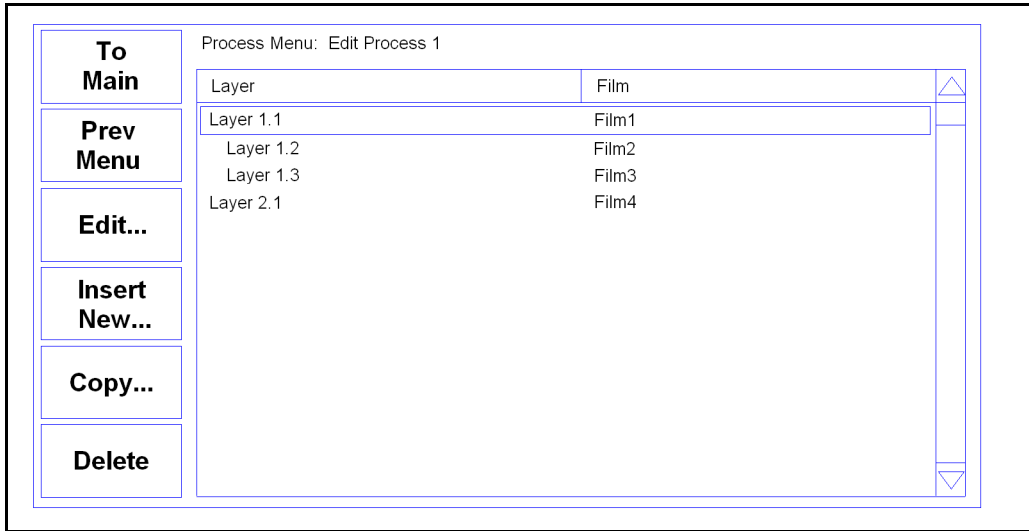 To
Main
Prev
Menu
Edit...
Insert
New...
Copy...
Delete
Process Menu:  Edit Process 1
Layer Film
Layer 1.1 Film1
Layer 1.2 Film2
Layer 1.3 Film3
Layer 2.1 Film4